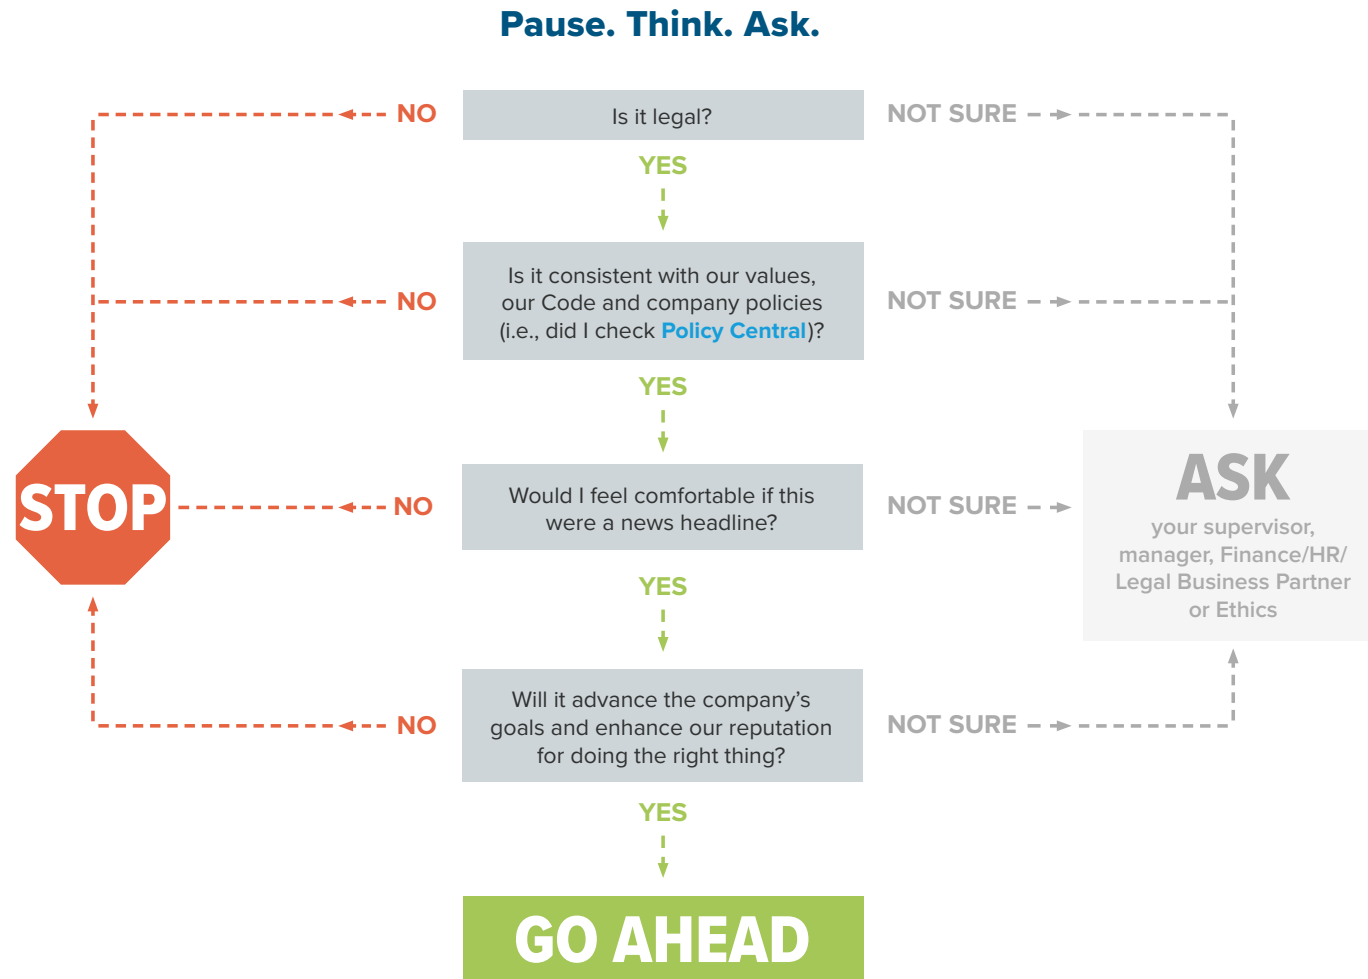 Pause. Think. Ask.
NO
Is it legal?
NOT SURE
YES
NO
Is it consistent with our values,
our Code and company policies
(i.e., did I check Policy Central)?
NOT SURE
YES
STOP
NO
Would I feel comfortable if this
were a news headline?
NOT SURE
ASK
your supervisor,
manager, Finance/HR/
Legal Business Partner
or Ethics
YES
NO
Will it advance the company’s
goals and enhance our reputation
for doing the right thing?
NOT SURE
YES
GO AHEAD